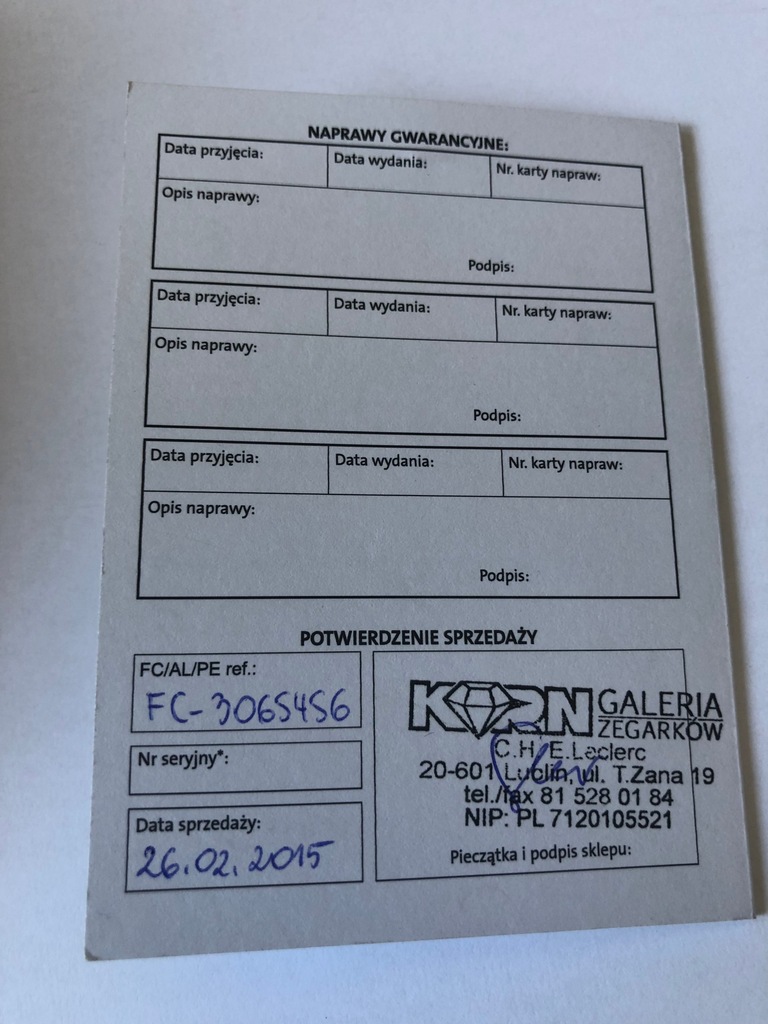 NAPRAWY GWARANCYJNE:
Data przyjęcia: Data wydania: Nr. karty napraw:
Opis naprawy:
Podpis:
Data przyjęcia: Data wydania: Nr. karty napraw:
Opis naprawy:
Podpis:
Data przyjęcia: Data wydania: Nr. karty napraw:
Opis naprawy:
Podpis:
POTWIERDZENIE SPRZEDAŻY
FC/AL/PE ref.:
FC-306S4S6
Nr seryjny*:
Data sprzedaży:
26.02.2015
KORN GALERIA
ZEGARKÓW
C.H. E.Leclerc
20-601 Lublin, ul. T.Zana 19
tel./fax 81 528 01 84
NIP: PL 7120105521
Pieczątka i podpis sklepu: